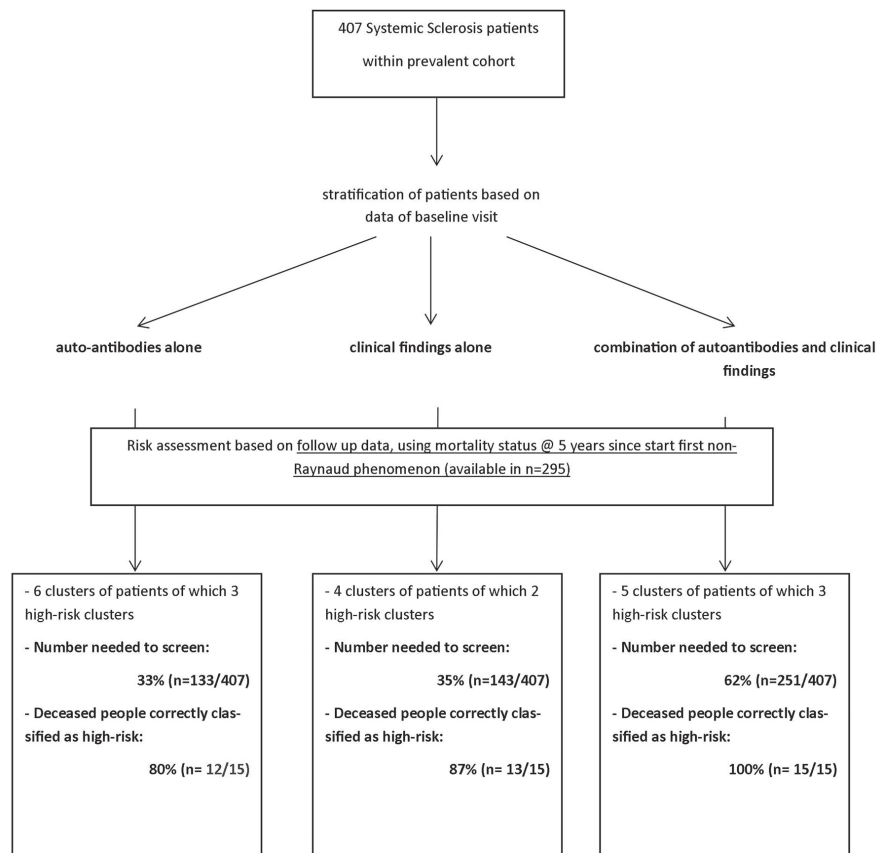 407 Systemic Sclerosis patients
within prevalent cohort
stratification of patients based on
data of baseline visit
auto-antibodies alone
clinical findings alone
combination of autoantibodies and clinical
findings
Risk assessment based on follow up data, using mortality status @ 5 years since start first non-
Raynaud phenomenon (available in n=295)
- 6 clusters of patients of which 3
high-risk clusters
- Number needed to screen:
33% (n=133/407)
- Deceased people correctly clas-
sified as high-risk:
80% (n= 12/15)
- 4 clusters of patients of which 2
high-risk clusters
- Number needed to screen:
35% (n=143/407)
- Deceased people correctly clas-
sified as high-risk:
87% (n= 13/15)
- 5 clusters of patients of which 3
high-risk clusters
- Number needed to screen:
62% (n=251/407)
- Deceased people correctly clas-
sified as high-risk:
100% (n= 15/15)